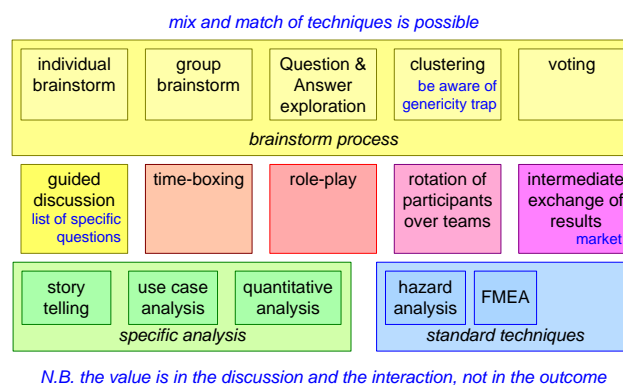 mix and match of techniques is possible
individual
brainstorm
group
brainstorm
Question &
Answer
exploration
clustering
be aware of
genericity trap
voting
brainstorm process
guided
discussion
list of specific
questions
time-boxing
role-play
rotation of
participants
over teams
intermediate
exchange of
results
market
story
telling
use case
analysis
quantitative
analysis
specific analysis
hazard
analysis
FMEA
standard techniques
N.B. the value is in the discussion and the interaction, not in the outcome